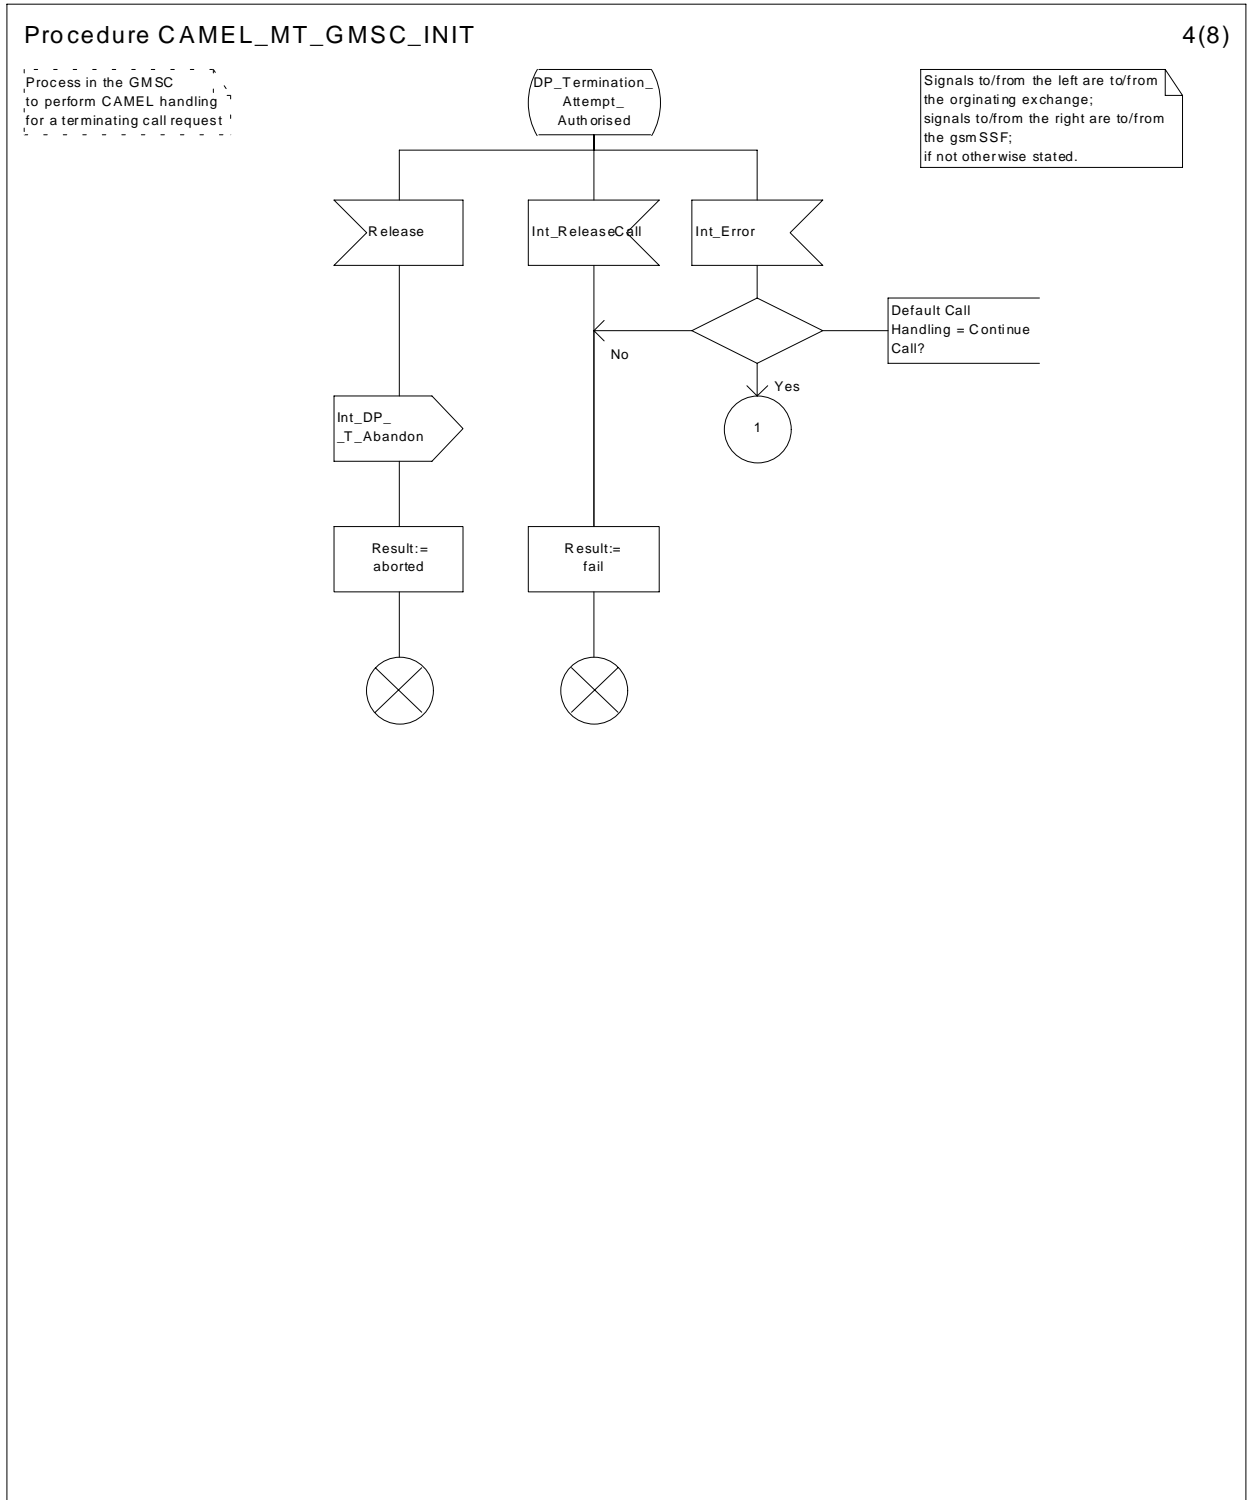 Procedure CAMEL_MT_GMSC_INIT
4(8)
Process in the GMSC
to perform CAMEL handling
for a terminating call request
DP_Termination_
Attempt_
Authorised
Signals to/from the left are to/from
the orginating exchange;
signals to/from the right are to/from
the gsmSSF;
if not otherwise stated.
Release
Int_ReleaseCall
Int_Error
Default Call
Handling = Continue
Call?
No
Yes
Int_DP_
_T_Abandon
1
Result:=
aborted
Result:=
fail